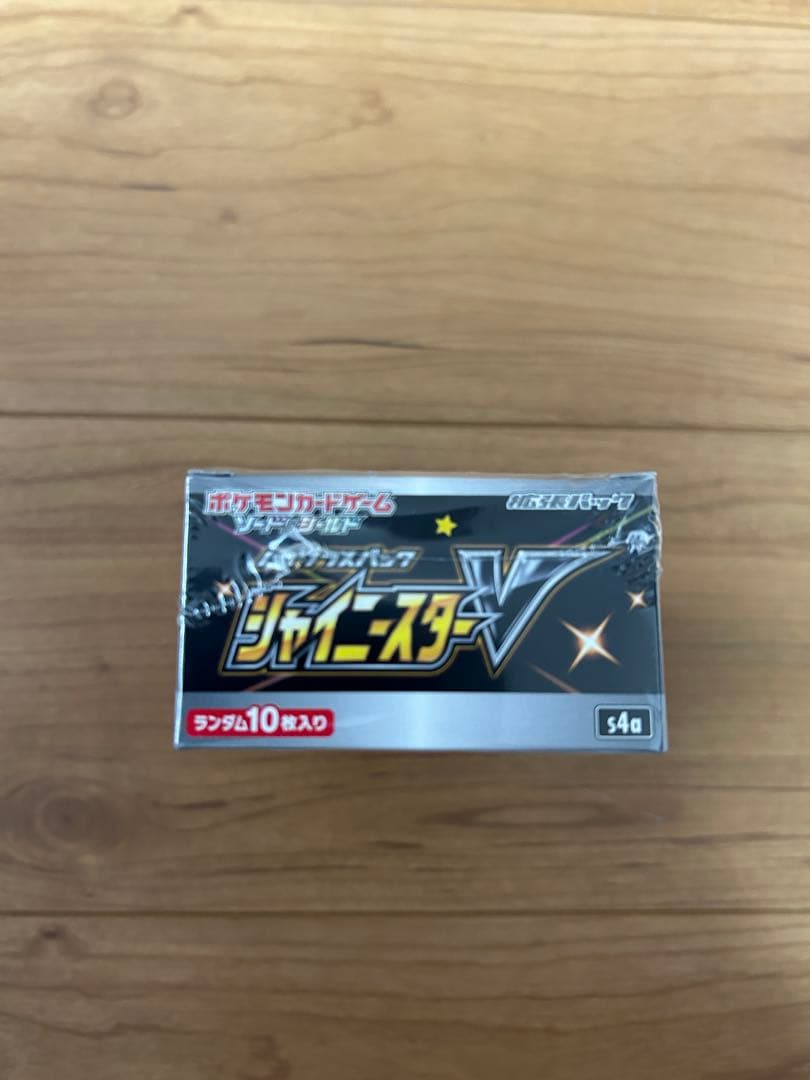 ポケモンカードゲーム
拡張パック
ソード&シールド
ハイクラスパック
シャイニースターV
ランダム10枚入り
s4a